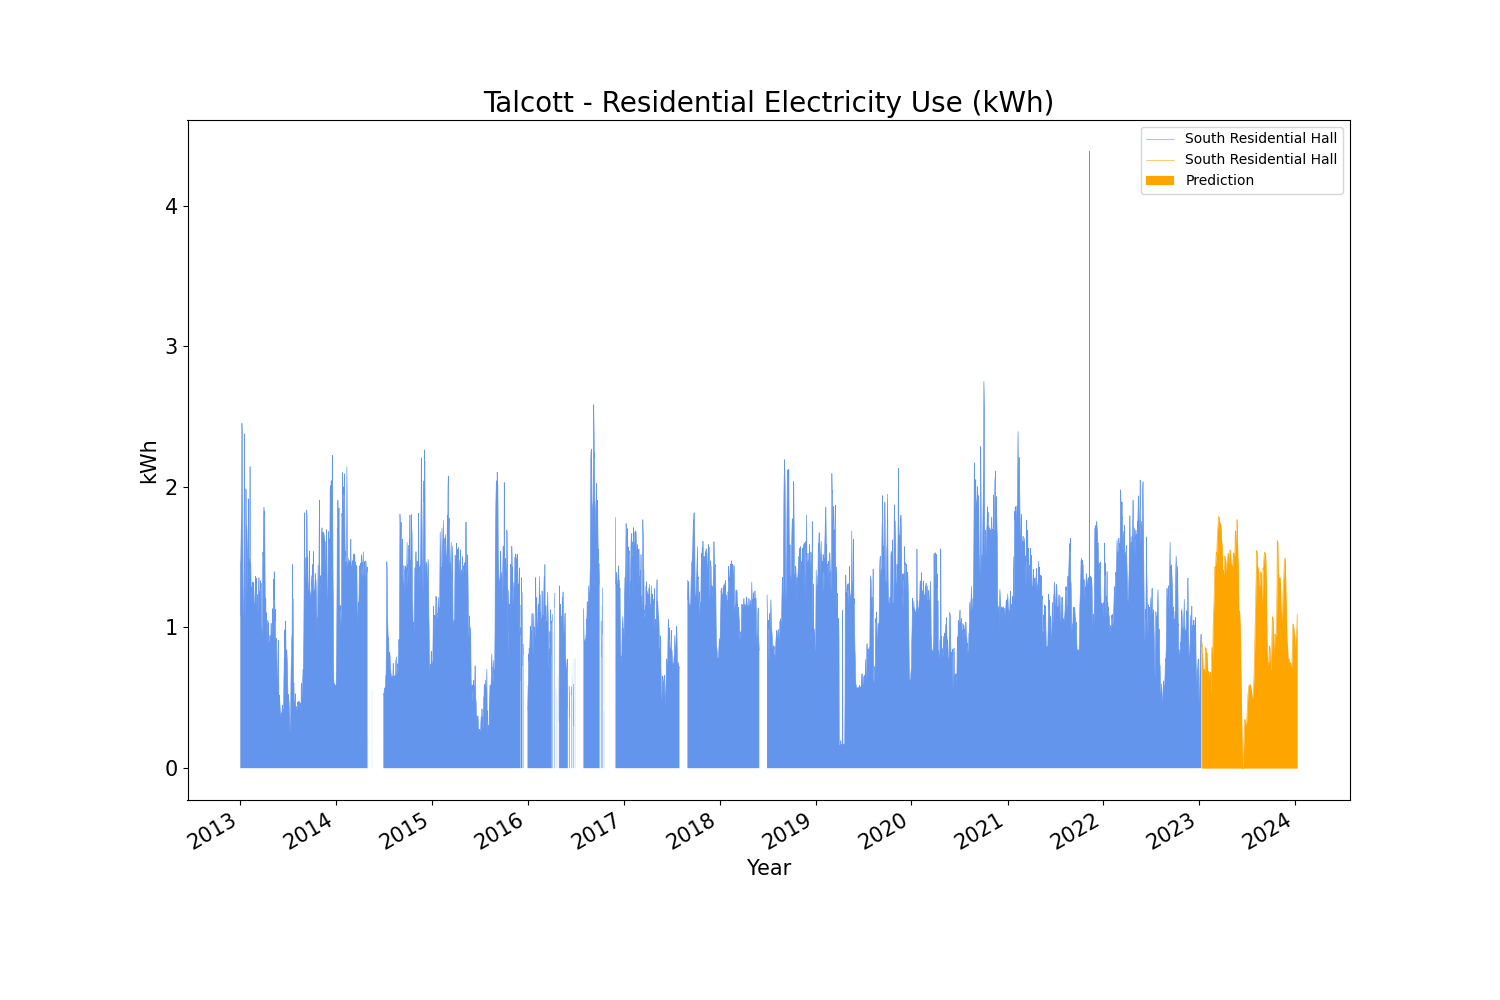 Talcott - Residential Electricity Use (kWh)
South Residential Hall
South Residential Hall
Prediction
4
3
2
1
0
kWh
2013 2014 2015 2016 2017 2018 2019 2020 2021 2022 2023 2024
Year